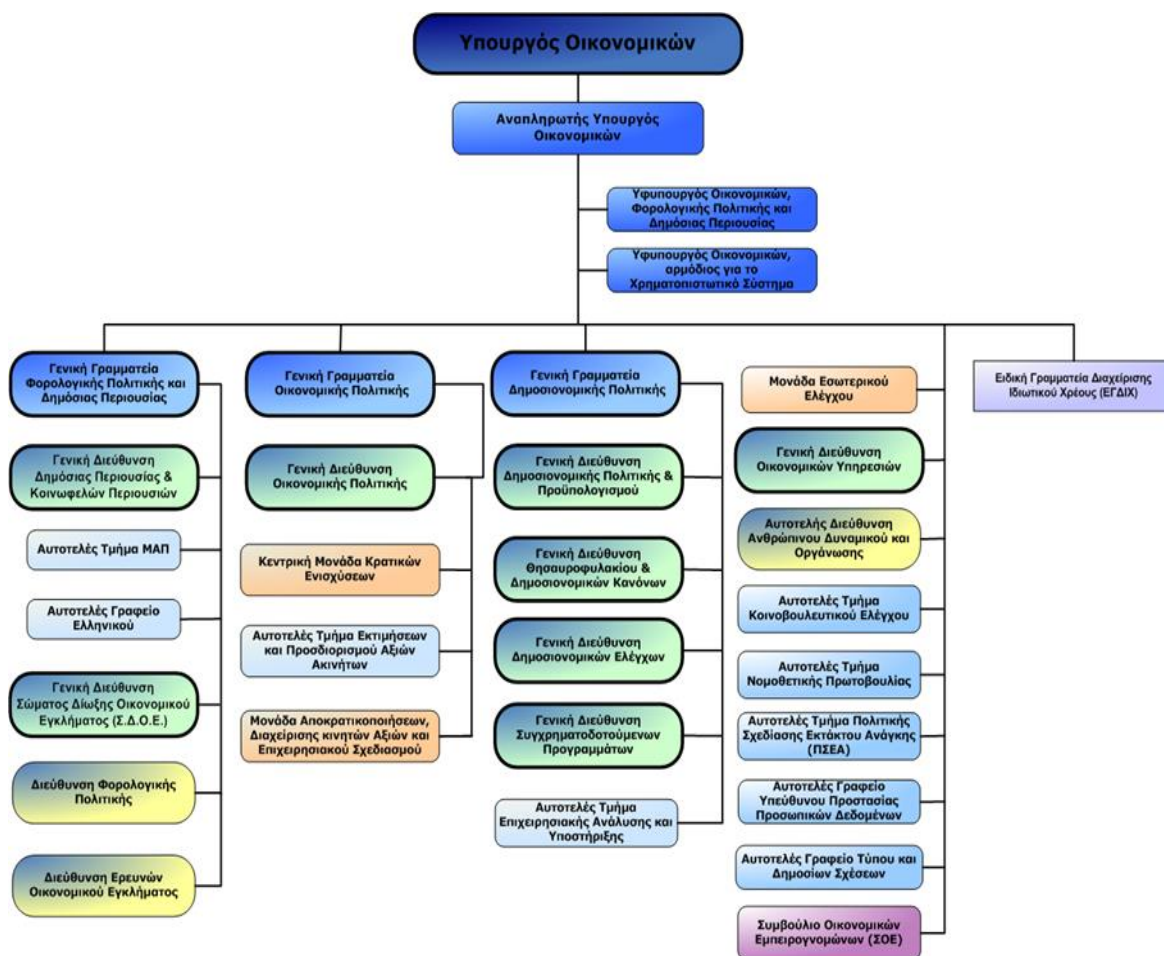 Υπουργός Οικονομικών
Αναπληρωτής Υπουργός
Οικονομικών
Υφυπουργός Οικονομικών,
Φορολογικής Πολιτικής και
Δημόσιας Περιουσίας
Υφυπουργός Οικονομικών,
αρμόδιος για το
Χρηματοπιστωτικό Σύστημα
Γενική Γραμματεία
Φορολογικής Πολιτικής και
Δημόσιας Περιουσίας
Γενική Διεύθυνση
Δημόσιας Περιουσίας &
Κοινωφελών Περιουσιών
Αυτοτελές Τμήμα ΜΑΠ
Αυτοτελές Γραφείο
Ελληνικού
Γενική Διεύθυνση
Σώματος Δίωξης Οικονομικού
Εγκλήματος (Σ.Δ.Ο.Ε.)
Διεύθυνση Φορολογικής
Πολιτικής
Διεύθυνση Ερευνών
Οικονομικού Εγκλήματος
Γενική Γραμματεία
Οικονομικής Πολιτικής
Γενική Διεύθυνση
Οικονομικής Πολιτικής
Κεντρική Μονάδα Κρατικών
Ενισχύσεων
Αυτοτελές Τμήμα Εκτιμήσεων
και Προσδιορισμού Αξιών
Ακινήτων
Μονάδα Αποκρατικοποιήσεων,
Διαχείρισης κινητών Αξιών και
Επιχειρησιακού Σχεδιασμού
Γενική Γραμματεία
Δημοσιονομικής Πολιτικής
Γενική Διεύθυνση
Δημοσιονομικής Πολιτικής &
Προϋπολογισμού
Γενική Διεύθυνση
Θησαυροφυλακίου &
Δημοσιονομικών Κανόνων
Γενική Διεύθυνση
Δημοσιονομικών Ελέγχων
Γενική Διεύθυνση
Συγχρηματοδοτούμενων
Προγραμμάτων
Αυτοτελές Τμήμα
Επιχειρησιακής Ανάλυσης και
Υποστήριξης
Μονάδα Εσωτερικού
Ελέγχου
Γενική Διεύθυνση
Οικονομικών Υπηρεσιών
Αυτοτελής Διεύθυνση
Ανθρώπινου Δυναμικού και
Οργάνωσης
Αυτοτελές Τμήμα
Κοινοβουλευτικού Ελέγχου
Αυτοτελές Τμήμα
Νομοθετικής Πρωτοβουλίας
Αυτοτελές Τμήμα Πολιτικής
Σχεδίασης Εκτάκτου Ανάγκης
(ΠΣΕΑ)
Αυτοτελές Γραφείο
Υπεύθυνου Προστασίας
Προσωπικών Δεδομένων
Αυτοτελές Γραφείο Τύπου και
Δημοσίων Σχέσεων
Συμβούλιο Οικονομικών
Εμπειρογνομώνων (ΣΟΕ)
Ειδική Γραμματεία Διαχείρισης
Ιδιωτικού Χρέους (ΕΓΔΙΧ)